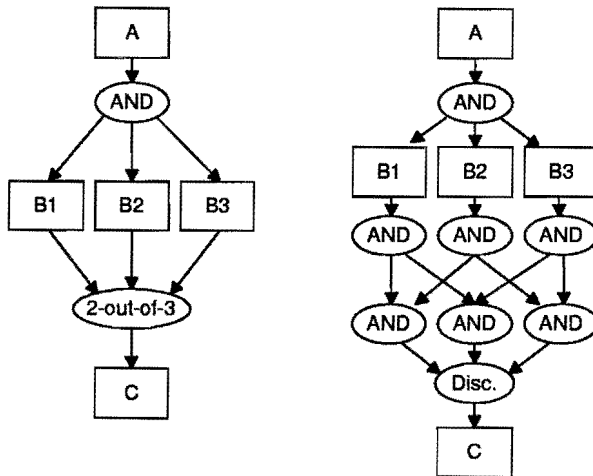 A
AND
B1 B2 B3
2-out-of-3
C
A
AND
B1 B2 B3
AND AND AND
AND AND AND
Disc.
C